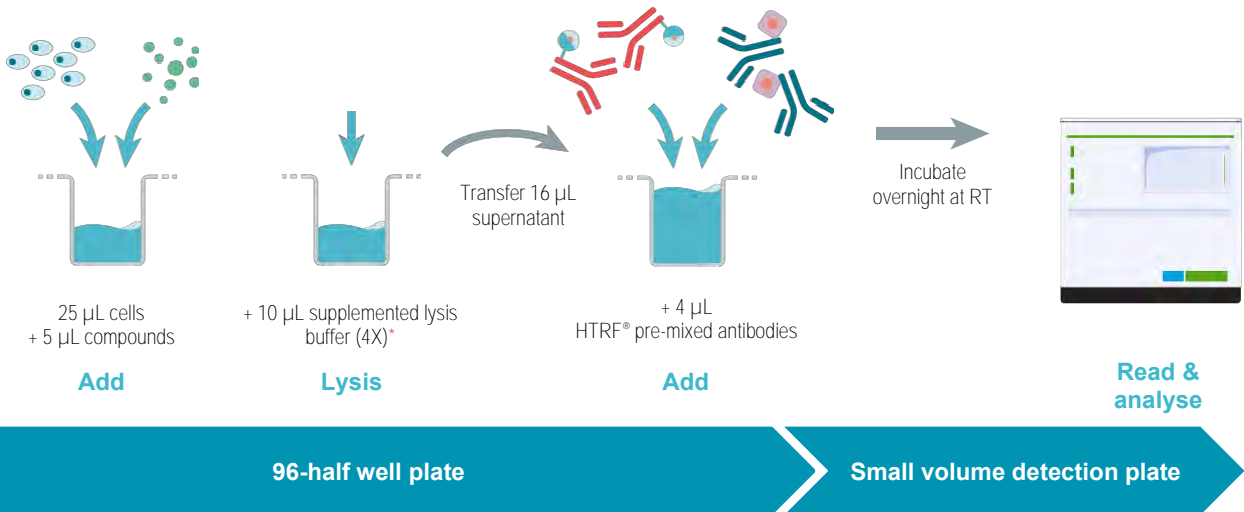 25 µL cells
+ 5 µL compounds
Add
+ 10 µL supplemented lysis
buffer (4X)*
Lysis
Transfer 16 µL
supernatant
+ 4 µL
HTRF® pre-mixed antibodies
Add
Incubate
overnight at RT
Read &
analyse
96-half well plate
Small volume detection plate